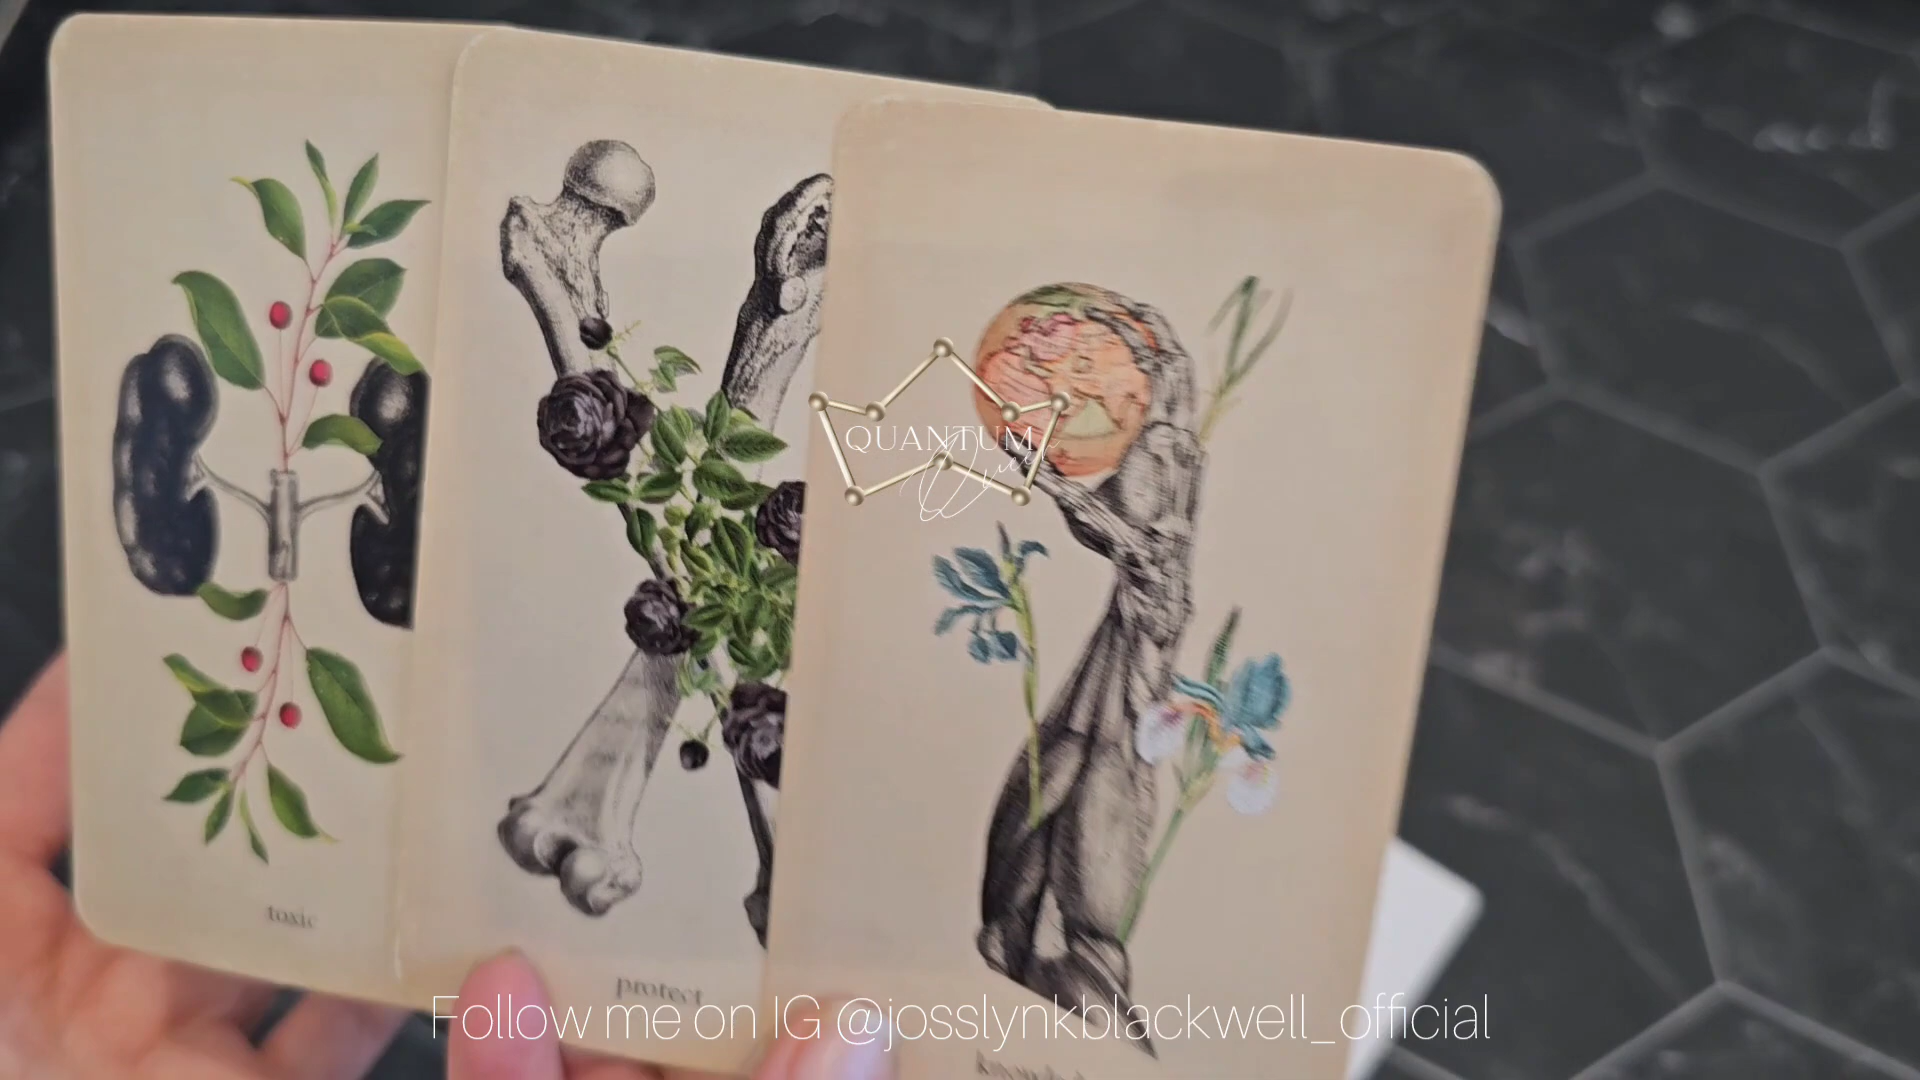 QUANTUM
toxic
protect
Follow me on IG @josslynkblackwell_official